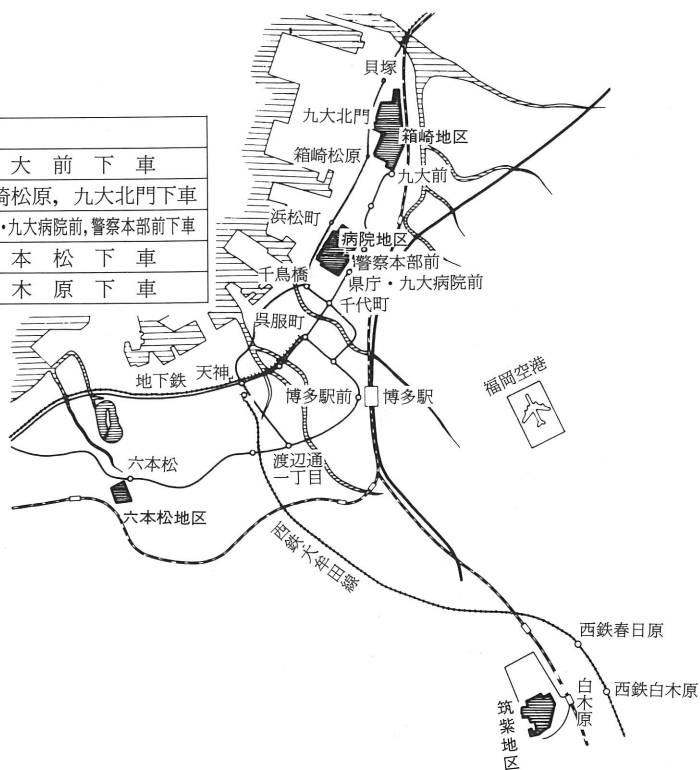 大前下車
崎松原，九大北門下車
・九大病院前,警察本部前下車
本松下車
木原下車
貝塚
九大北門
箱崎地区
箱崎松原
九大前
浜松町
病院地区
警察本部前
千鳥橋
県庁・九大病院前
千代町
呉服町
地下鉄
天神
博多駅前
博多駅
福岡空港
渡辺通
一丁目
六本松
六本松地区
西鉄大牟田線
西鉄春日原
西鉄白木原
白木原
筑紫地区